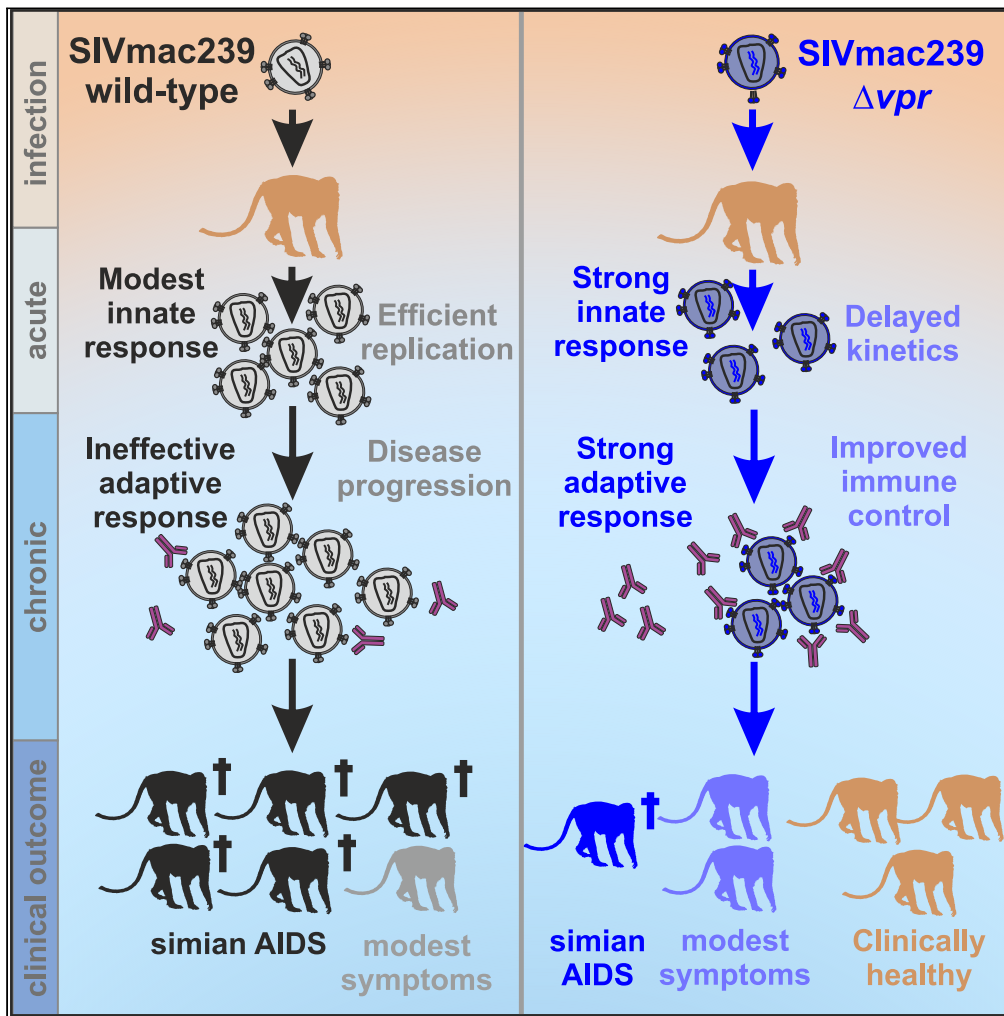 infection
SIVmac239
wild-type
SIVmac239
Δvpr
acute
Modest
innate
response
Efficient
replication
Strong
innate
response
Delayed
kinetics
chronic
Ineffective
adaptive
response
Disease
progression
Strong
adaptive
response
Improved
immune
control
clinical outcome
simian AIDS
modest
symptoms
simian
AIDS
modest
symptoms
Clinically
healthy